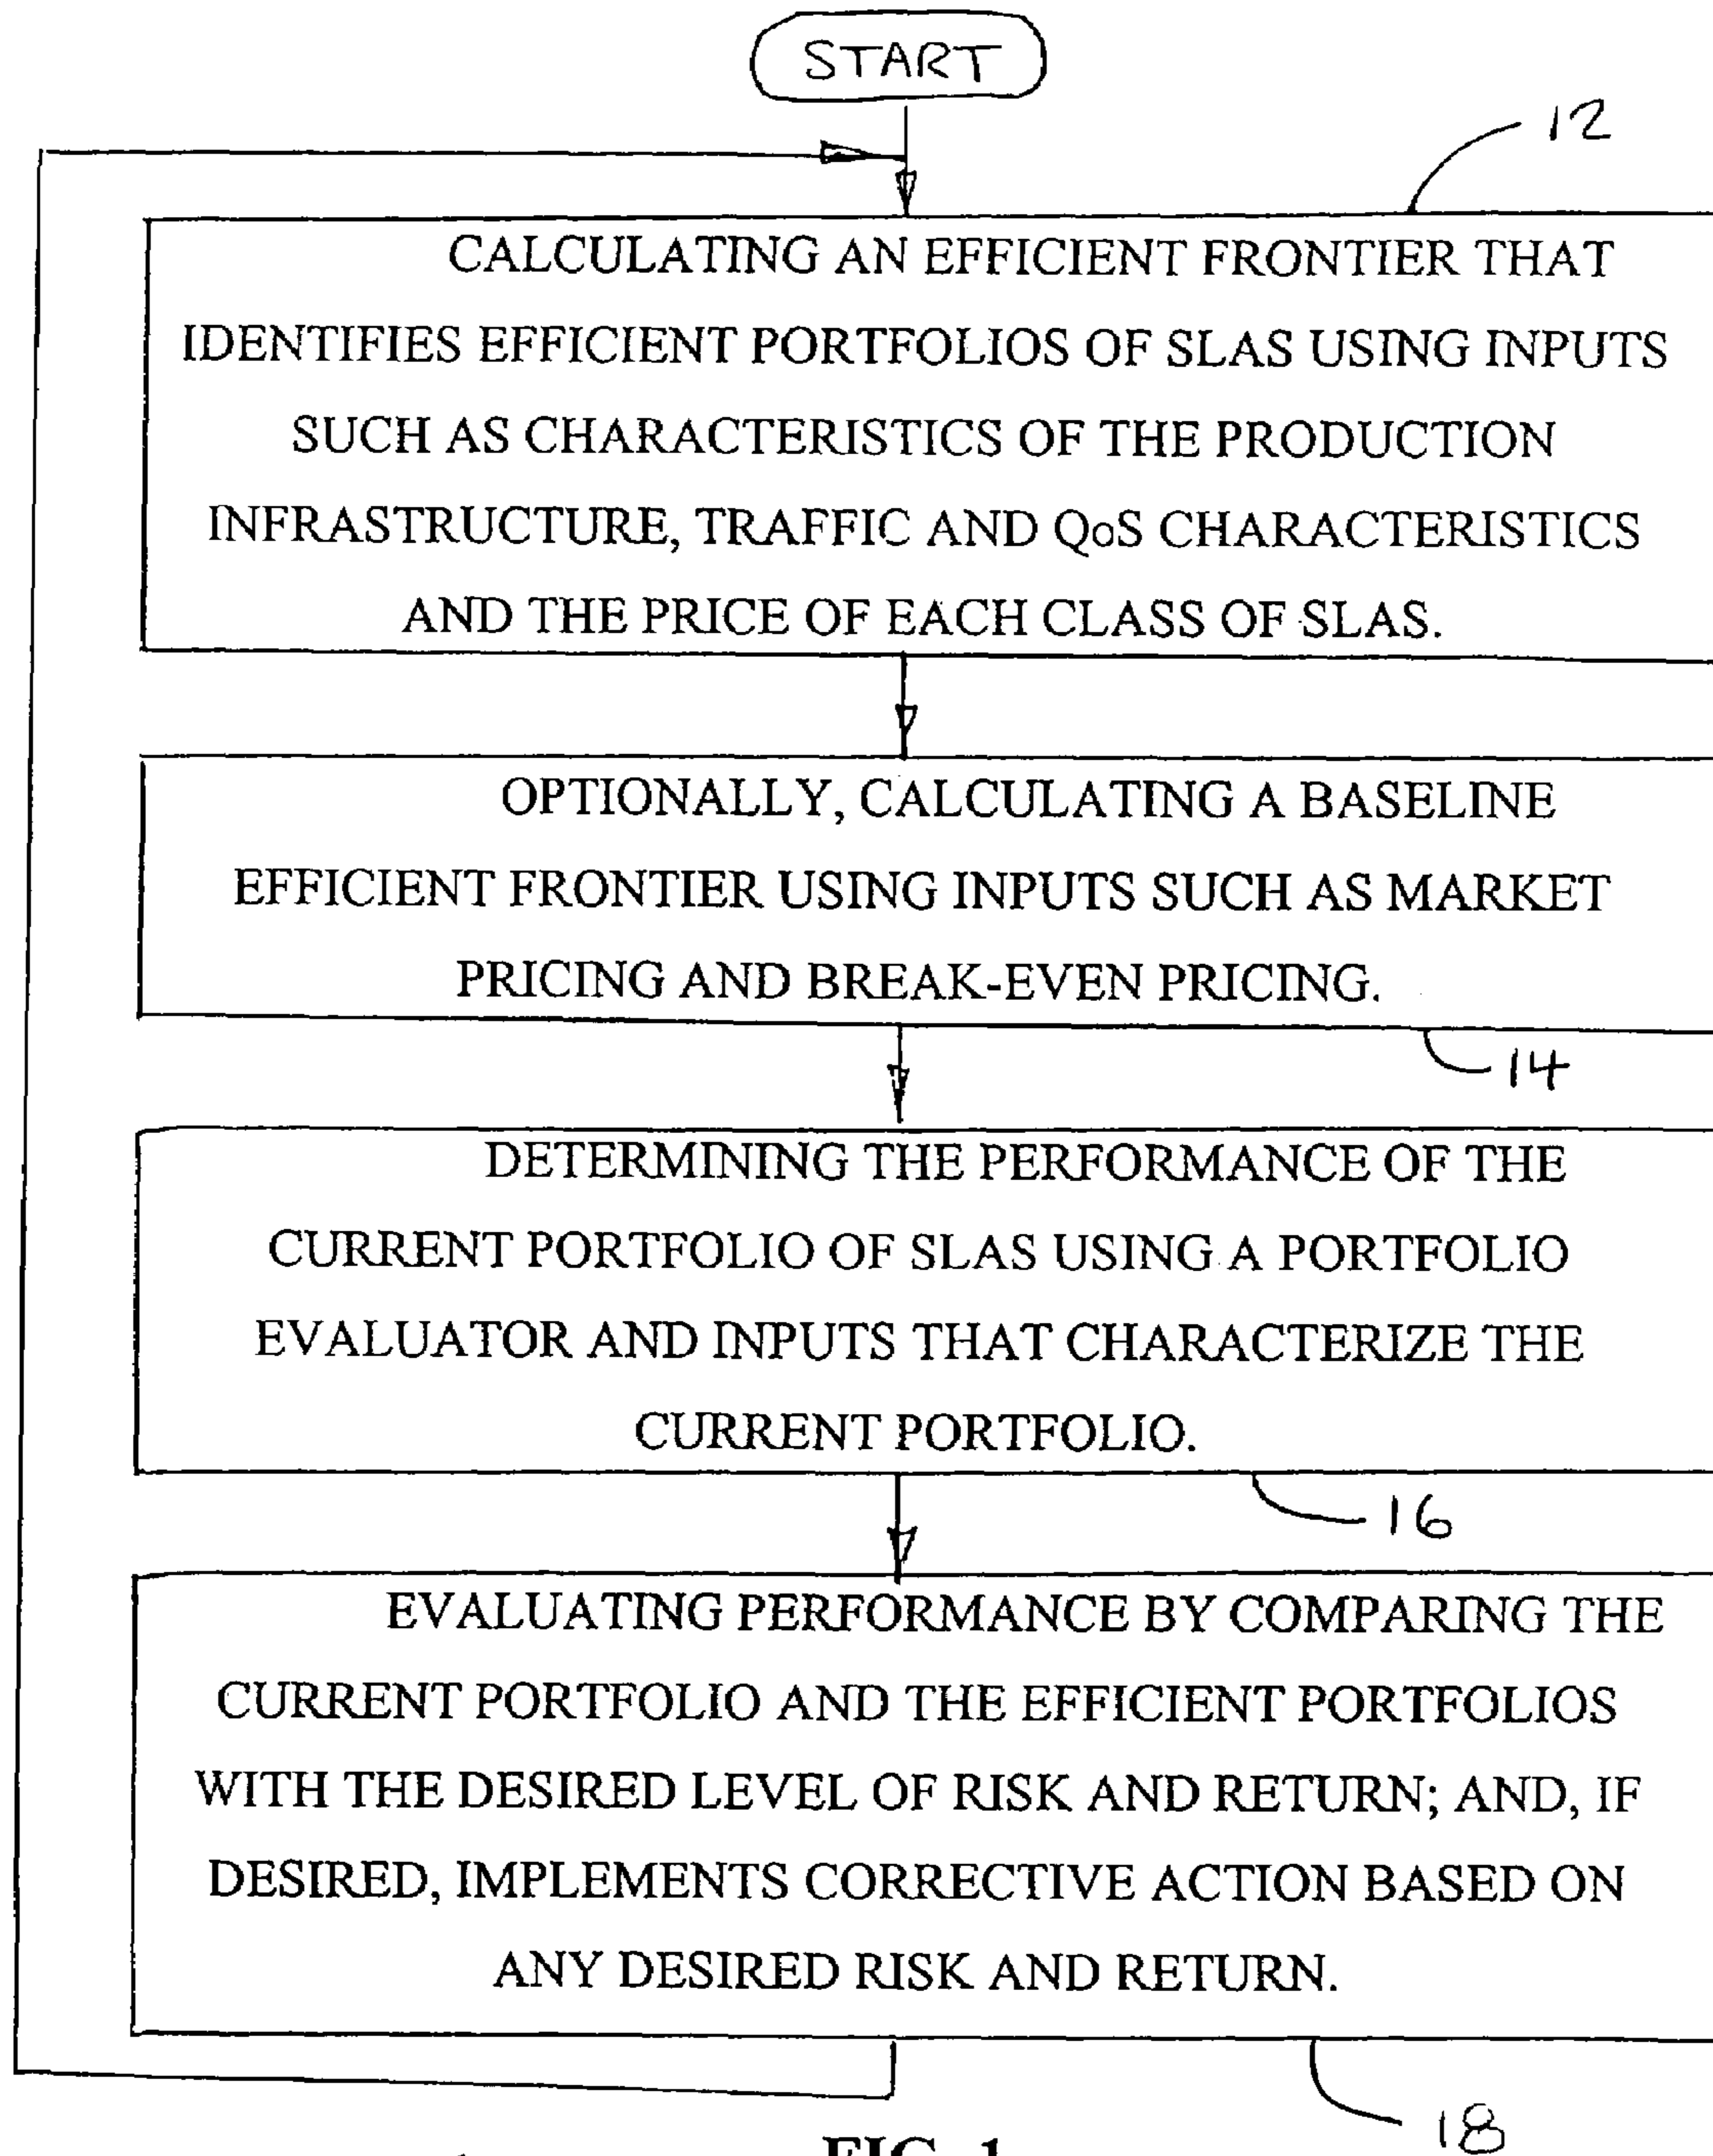 START
12
CALCULATING AN EFFICIENT FRONTIER THAT
IDENTIFIES EFFICIENT PORTFOLIOS OF SLAS USING INPUTS
SUCH AS CHARACTERISTICS OF THE PRODUCTION
INFRASTRUCTURE, TRAFFIC AND QoS CHARACTERISTICS
AND THE PRICE OF EACH CLASS OF SLAS.
OPTIONALLY, CALCULATING A BASELINE
EFFICIENT FRONTIER USING INPUTS SUCH AS MARKET
PRICING AND BREAK-EVEN PRICING.
14
DETERMINING THE PERFORMANCE OF THE
CURRENT PORTFOLIO OF SLAS USING A PORTFOLIO
EVALUATOR AND INPUTS THAT CHARACTERIZE THE
CURRENT PORTFOLIO.
16
EVALUATING PERFORMANCE BY COMPARING THE
CURRENT PORTFOLIO AND THE EFFICIENT PORTFOLIOS
WITH THE DESIRED LEVEL OF RISK AND RETURN; AND, IF
DESIRED, IMPLEMENTS CORRECTIVE ACTION BASED ON
ANY DESIRED RISK AND RETURN.
18
FIG. 1